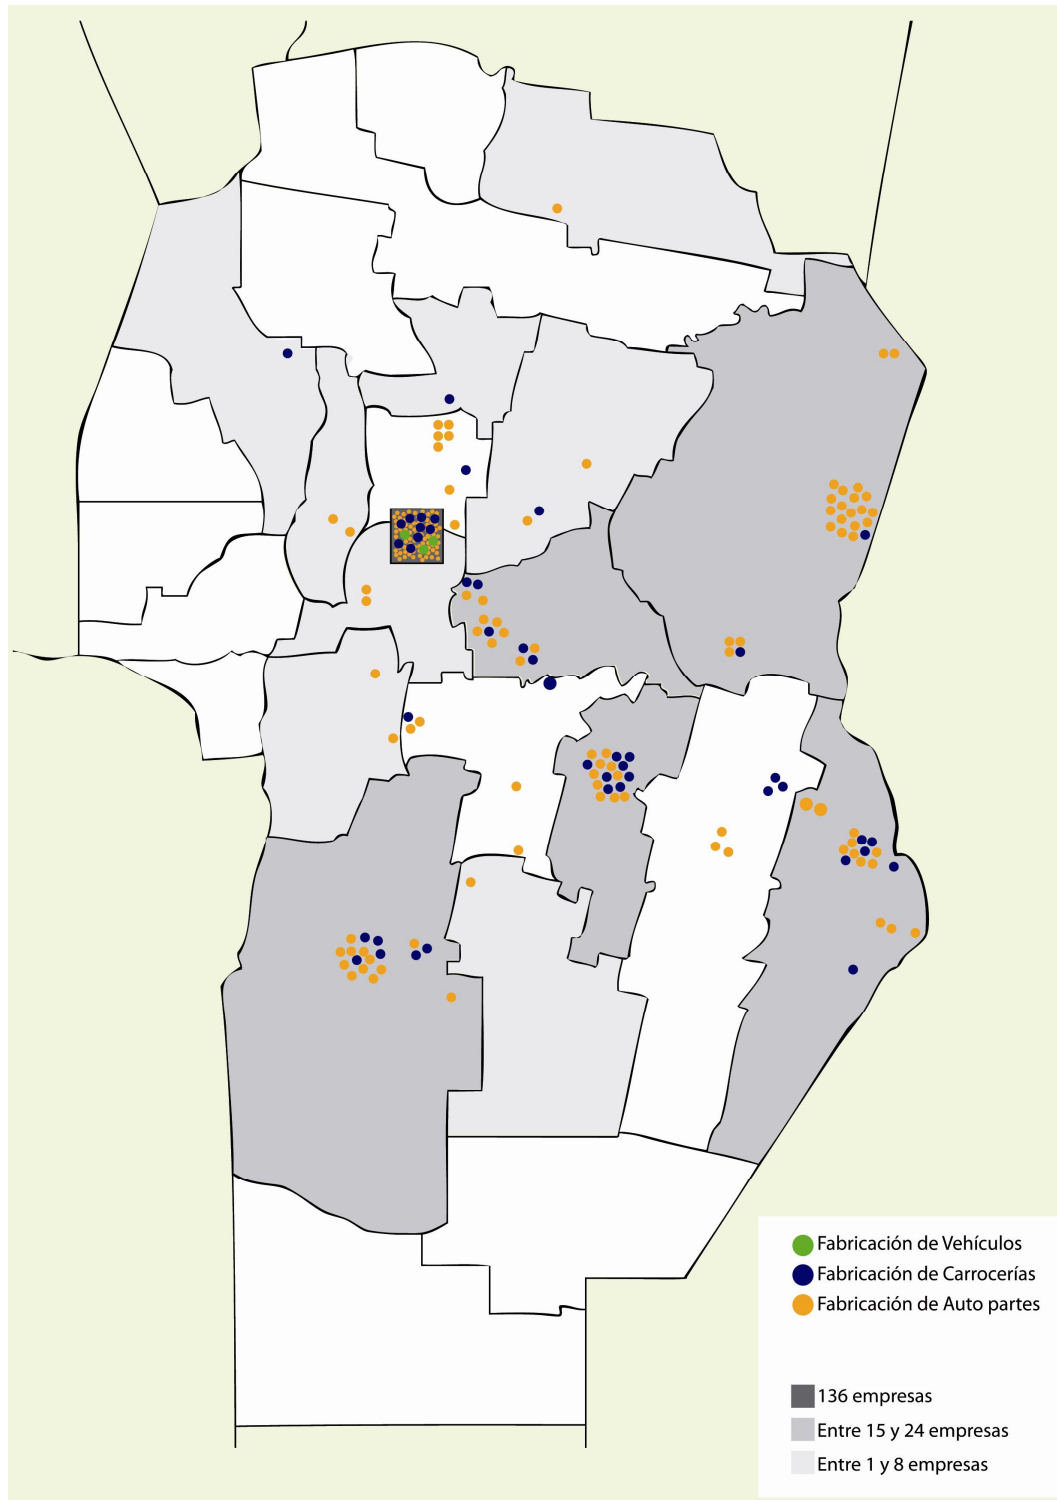 Fabricación de Vehículos
Fabricación de Carrocerías
Fabricación de Auto partes
136 empresas
Entre 15 y 24 empresas
Entre 1 y 8 empresas